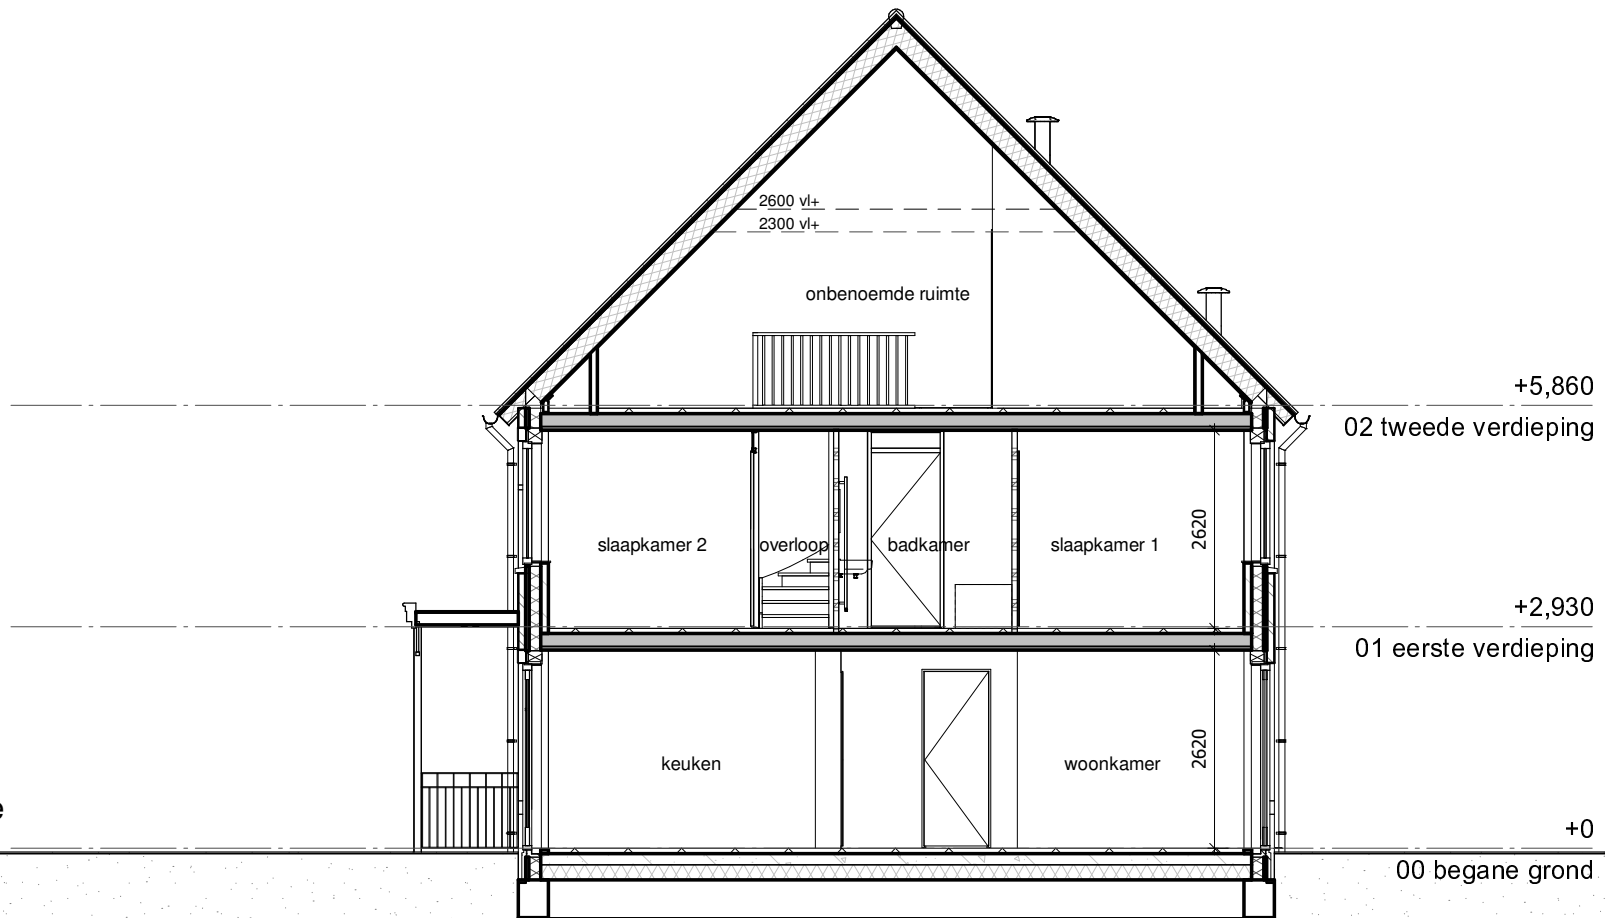 2600 vl+
2300 vl+
onbenoemde ruimte
+5,860
02 tweede verdieping
slaapkamer 2
overloop
badkamer
slaapkamer 1
2620
+2,930
01 eerste verdieping
keuken
woonkamer
2620
e
+0
00 begane grond